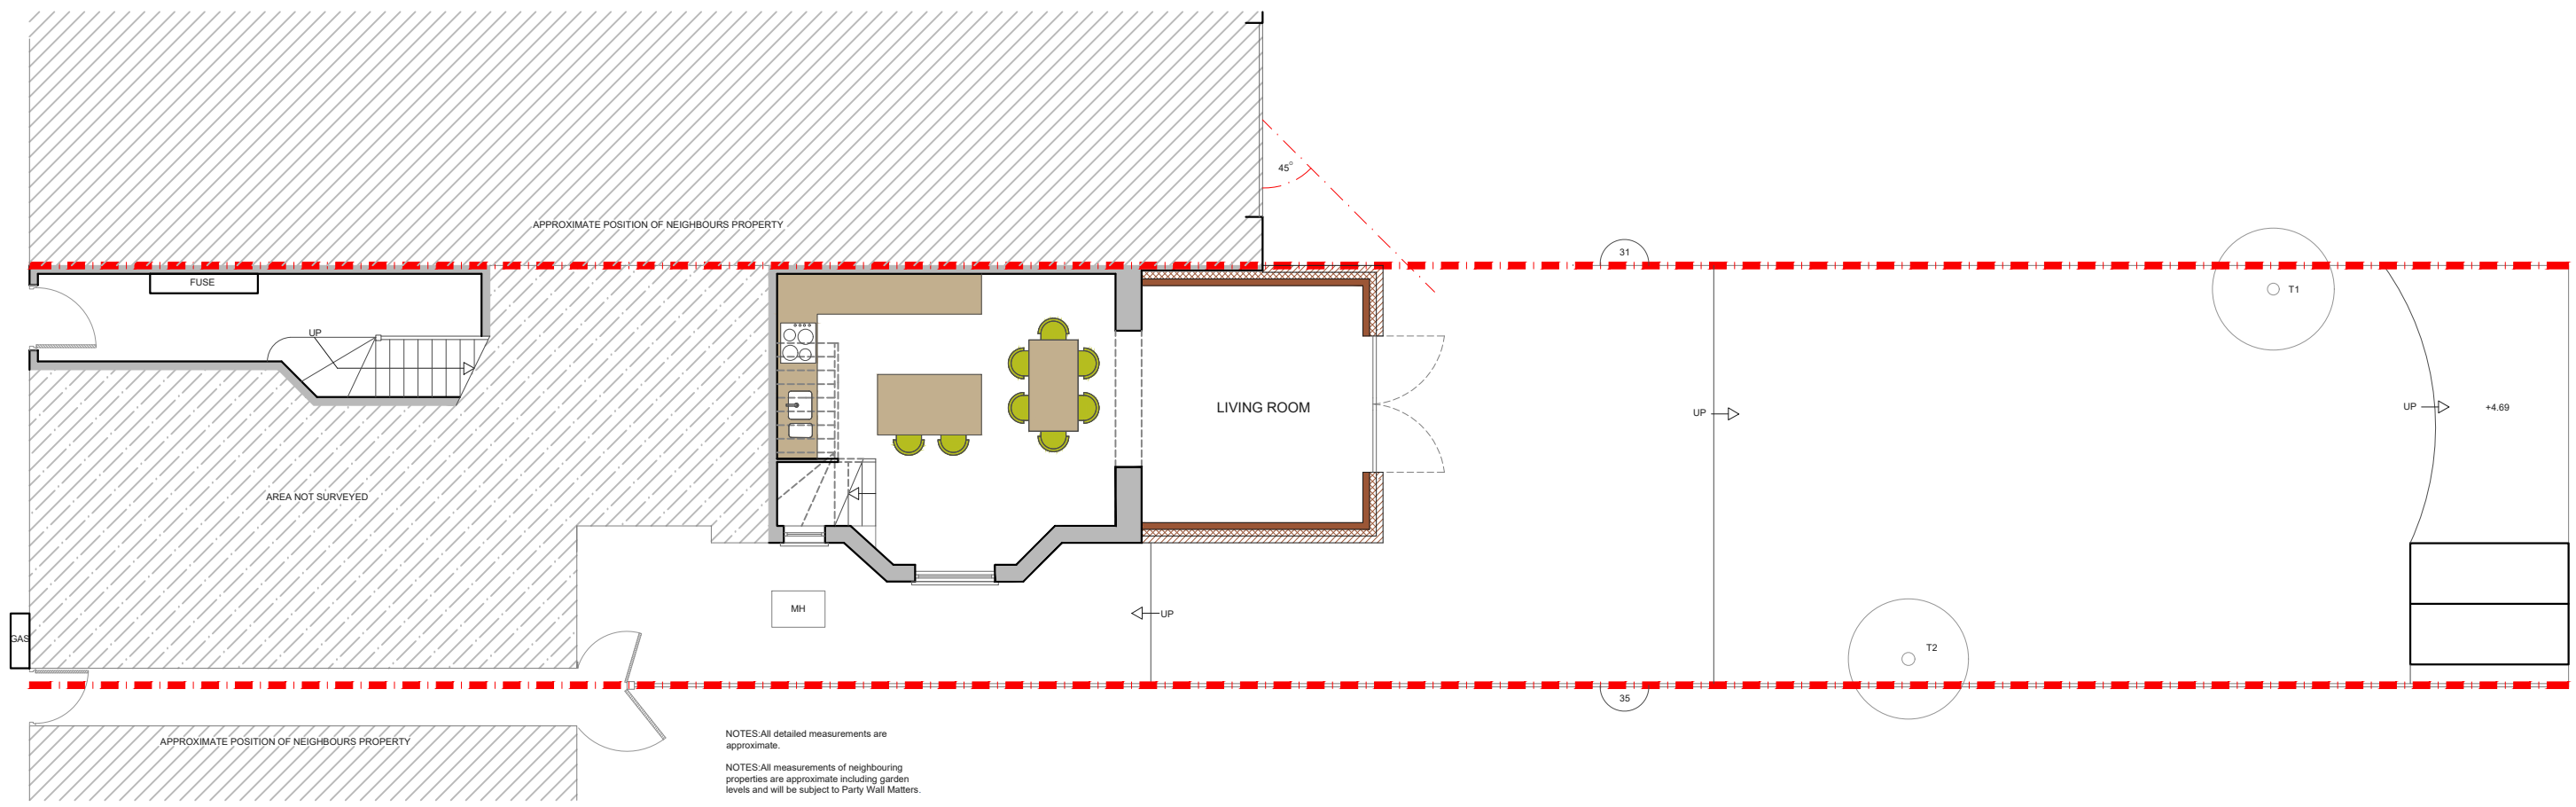 45°
APPROXIMATE POSITION OF NEIGHBOURS PROPERTY
31
FUSE
T1
UP
LIVING ROOM
UP
UP
+4.69
AREA NOT SURVEYED
MH
UP
GAS
T2
35
APPROXIMATE POSITION OF NEIGHBOURS PROPERTY
NOTES:All detailed measurements are
approximate.
NOTES:All measurements of neighbouring
properties are approximate including garden
levels and will be subject to Party Wall Matters.